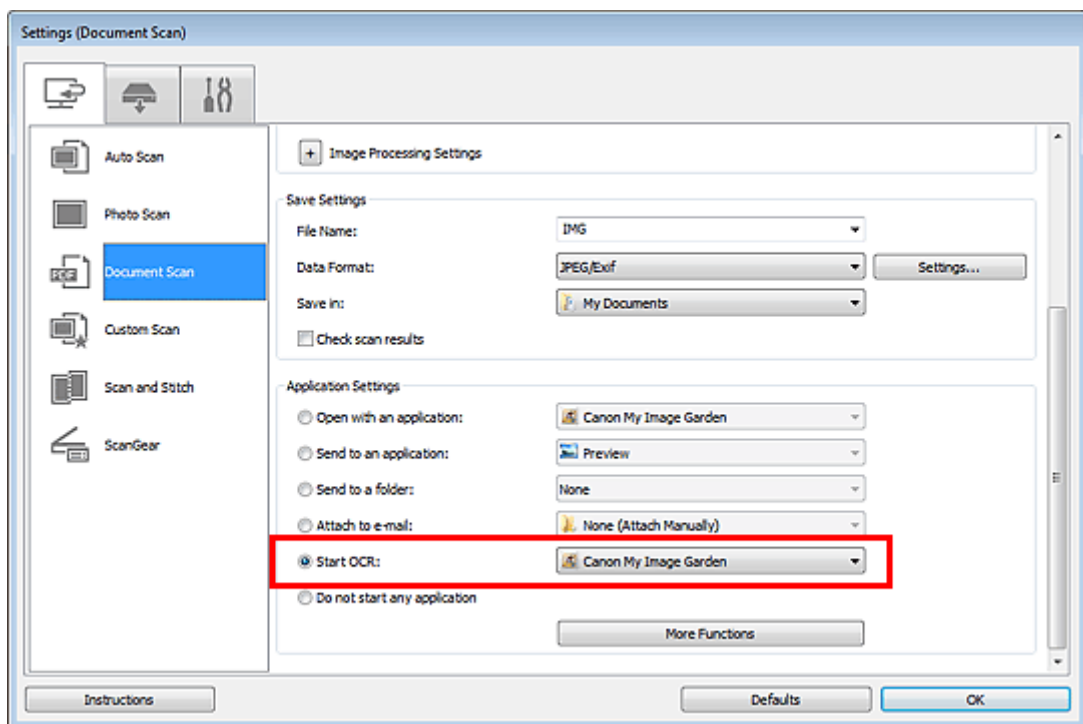 Settings (Document Scan)
Auto Scan
Photo Scan
PDF
Document Scan
Custom Scan
Scan and Stitch
ScanGear
+ Image Processing Settings
Save Settings
File Name: IMG
Data Format: JPEG/Exif Settings...
Save in: My Documents
Check scan results
Application Settings
Open with an application: Canon My Image Garden
Send to an application: Preview
Send to a folder: None
Attach to e-mail: None (Attach Manually)
Start OCR: Canon My Image Garden
Do not start any application
More Functions
Instructions Defaults OK